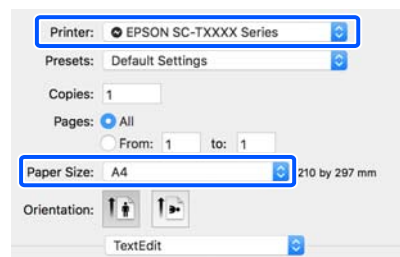 Printer: EPSON SC-TXXXX Series
Presets: Default Settings
Copies: 1
Pages: All
From: 1 to: 1
Paper Size: A4 210 by 297 mm
Orientation:
TextEdit